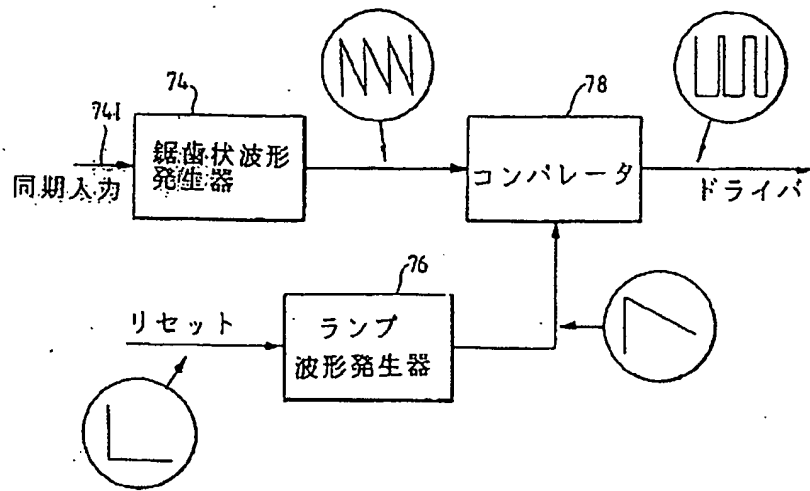 74
74I
同期入力
鋸歯状波形
発生器
78
コンパレータ
ドライバ
76
リセット
ランプ
波形発生器